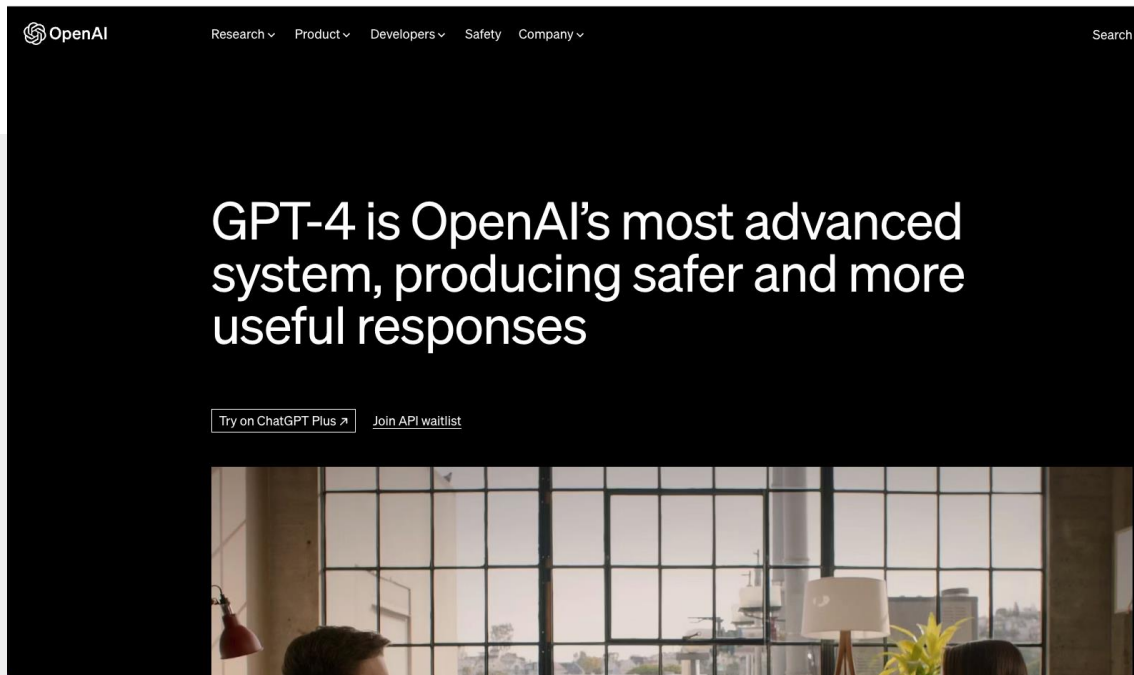 OpenAI
Research
Product
Developers
Safety
Company
Search
GPT-4 is OpenAI’s most advanced
system, producing safer and more
useful responses
Try on ChatGPT Plus ↗
Join API waitlist